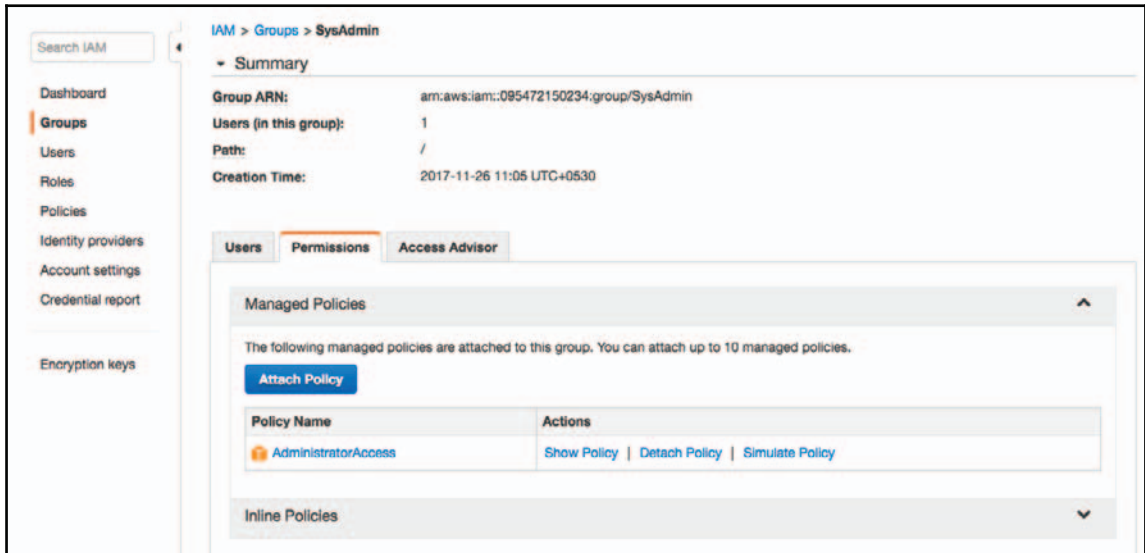 IAM > Groups > SysAdmin
Search IAM
Summary
Dashboard
Groups
Users
Roles
Policies
Identity providers
Account settings
Credential report
Encryption keys
Group ARN: arn:aws:iam::095472150234:group/SysAdmin
Users (in this group): 1
Path: /
Creation Time: 2017-11-26 11:05 UTC+0530
Users Permissions Access Advisor
Managed Policies
The following managed policies are attached to this group. You can attach up to 10 managed policies.
Attach Policy
Policy Name Actions
AdministratorAccess Show Policy | Detach Policy | Simulate Policy
Inline Policies